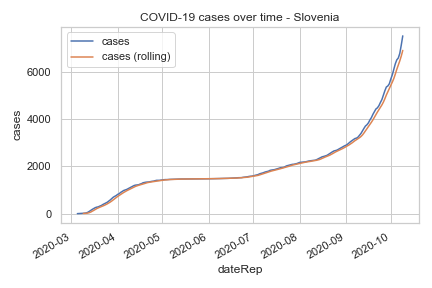 COVID-19 cases over time - Slovenia
cases
cases (rolling)
6000
4000
2000
0
cases
2020-03
2020-04
2020-05
2020-06
2020-07
2020-08
2020-09
2020-10
dateRep